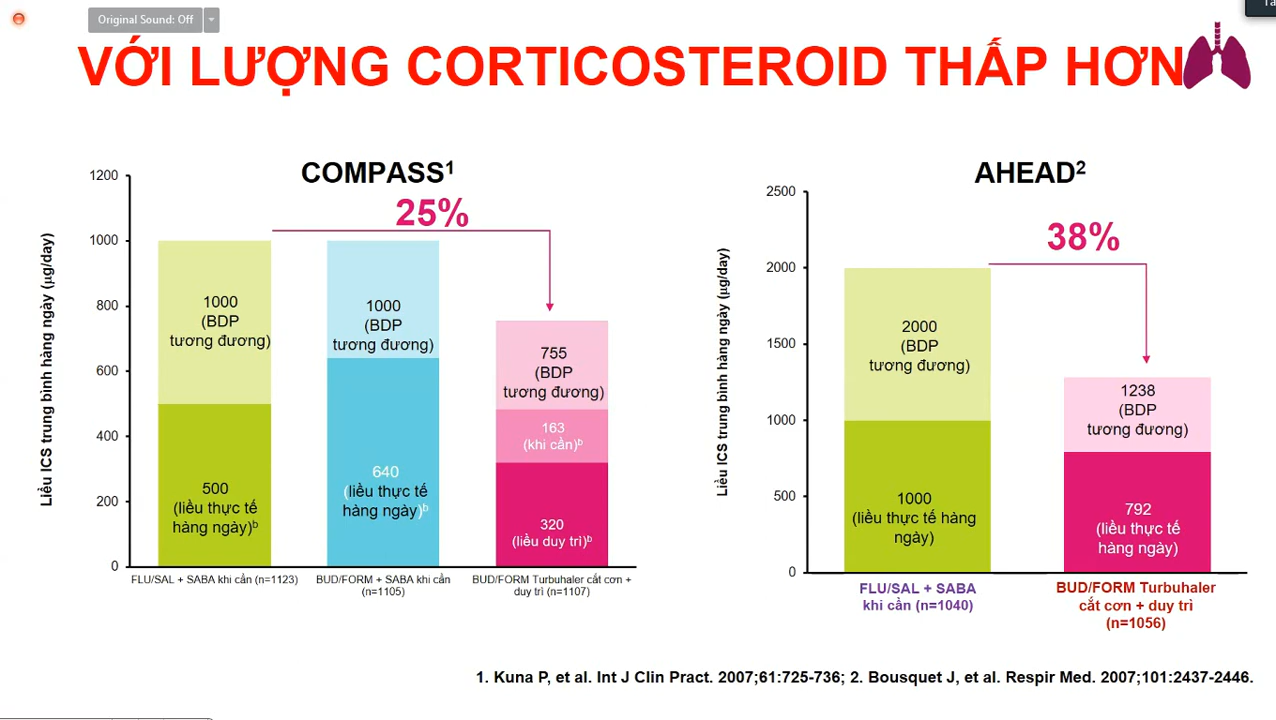 Original Sound: Off
Tà
VỚI LƯỢNG CORTICOSTEROID THẤP HƠN
COMPASS¹
25%
Liều ICS trung bình hàng ngày (µg/day)
1200
1000
800
600
400
200
0
1000
(BDP
tương đương)
500
(liều thực tế
hàng ngày)ᵇ
1000
(BDP
tương đương)
640
(liều thực tế
hàng ngày)ᵇ
755
(BDP
tương đương)
163
(khi cần)ᵇ
320
(liều duy trì)ᵇ
FLU/SAL + SABA khi cần (n=1123)
BUD/FORM + SABA khi cần
(n=1105)
BUD/FORM Turbuhaler cắt cơn +
duy trì (n=1107)
AHEAD²
38%
Liều ICS trung bình hàng ngày (µg/day)
2500
2000
1500
1000
500
0
2000
(BDP
tương đương)
1000
(liều thực tế hàng
ngày)
1238
(BDP
tương đương)
792
(liều thực tế
hàng ngày)
FLU/SAL + SABA
khi cần (n=1040)
BUD/FORM Turbuhaler
cắt cơn + duy trì
(n=1056)
1. Kuna P, et al. Int J Clin Pract. 2007;61:725-736; 2. Bousquet J, et al. Respir Med. 2007;101:2437-2446.